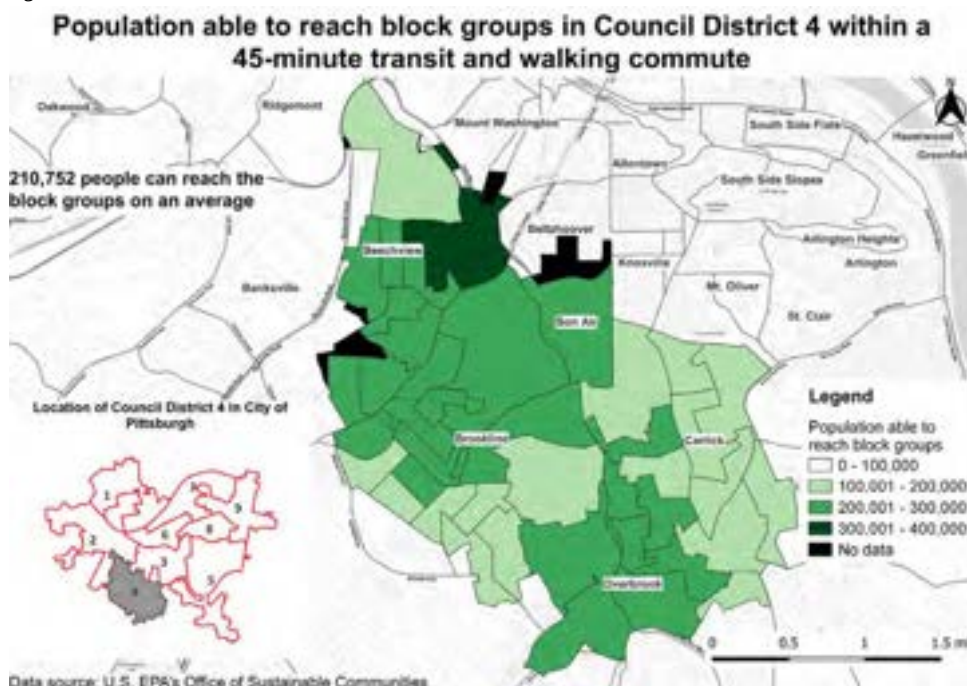 Population able to reach block groups in Council District 4 within a
45-minute transit and walking commute
Oakwood
Ridgemont
Mount Washington
South Side Flats
Hazelwood
Greenfield
Allentown
210,752 people can reach the
block groups on an average
South Side Slopes
Beltzhoover
Arlington Heights
Beechview
Knoxville
Arlington
Banksville
Mt. Oliver
St. Clair
Bon Air
Location of Council District 4 in City of
Pittsburgh
Legend
Population able to
reach block groups
0 - 100,000
100,001 - 200,000
200,001 - 300,000
300,001 - 400,000
No data
Brookline
Carrick
Overbrook
1
9
8
2
6
3
5
0 0.5 1 1.5 m
Data source: U.S. EPA's Office of Sustainable Communities